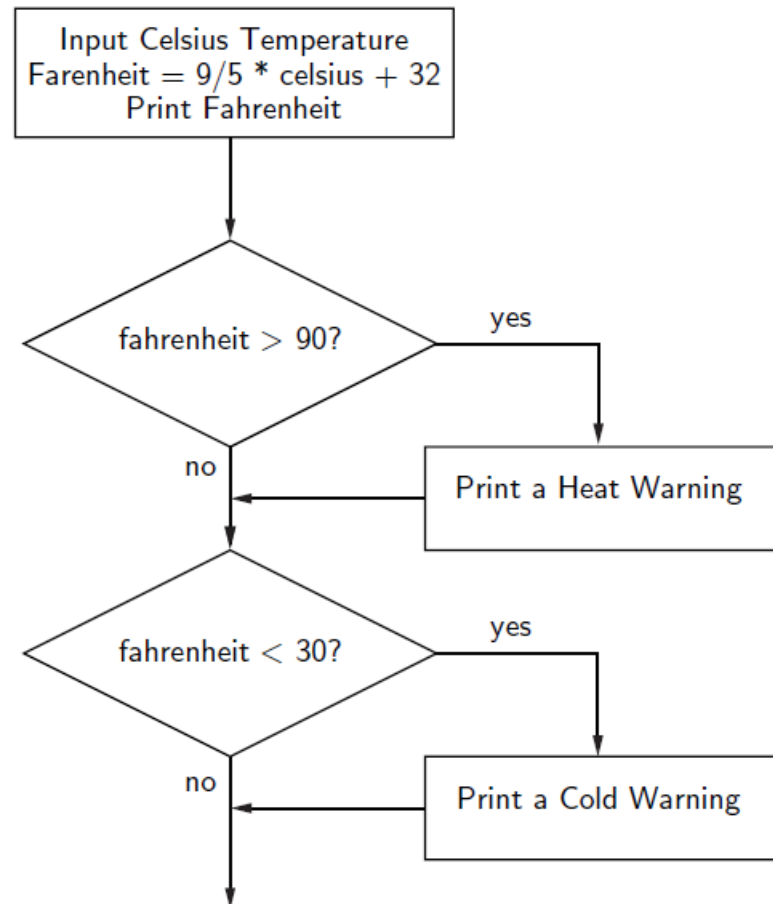 Input Celsius Temperature
Farenheit = 9/5 * celsius + 32
Print Fahrenheit
fahrenheit > 90?
yes
no
Print a Heat Warning
fahrenheit < 30?
yes
no
Print a Cold Warning